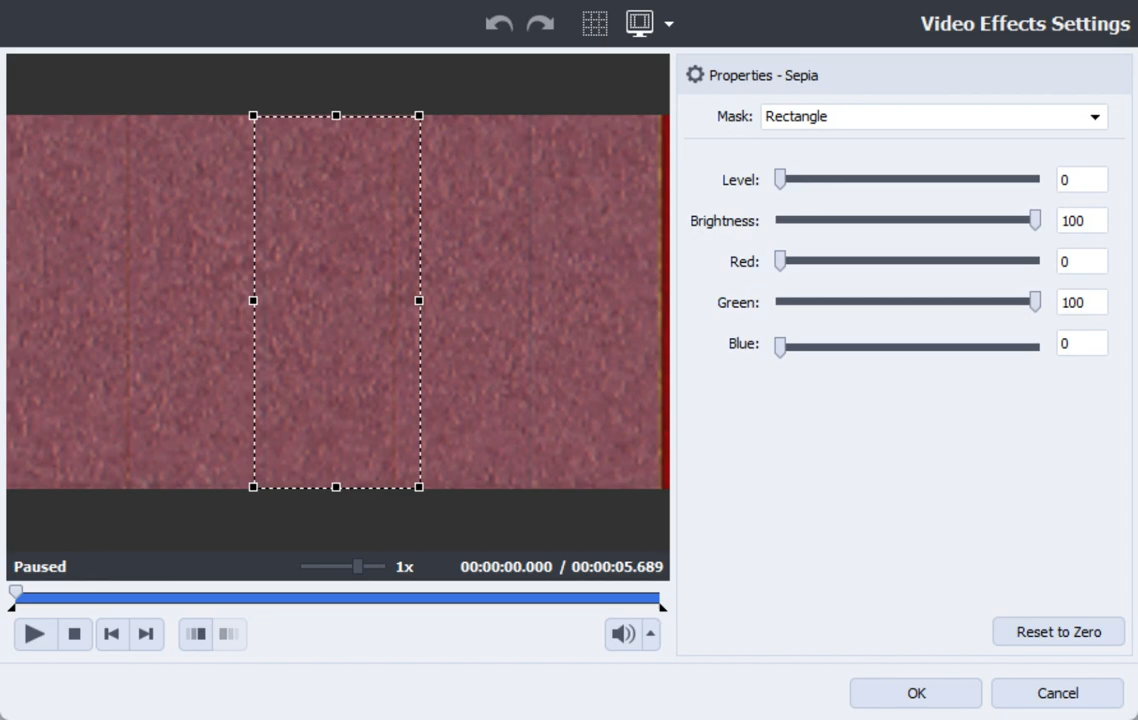 Video Effects Settings
Properties - Sepia
Mask: Rectangle
Level: 0
Brightness: 100
Red: 0
Green: 100
Blue: 0
Paused 1x 00:00:00.000 / 00:00:05.689
Reset to Zero
OK Cancel